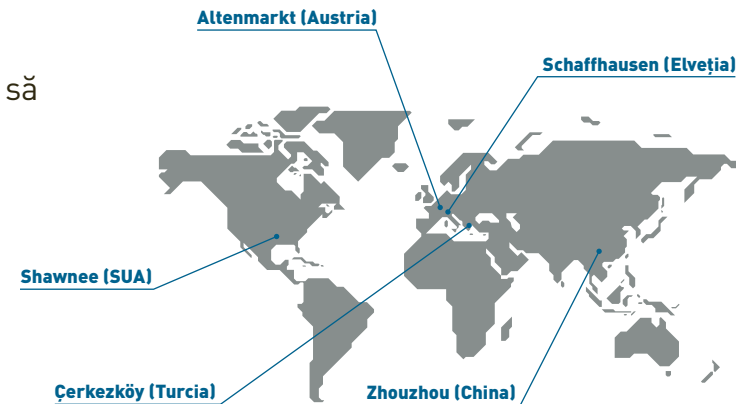 Altenmarkt (Austria)
Schaffhausen (Elveția)
să
Shawnee (SUA)
Çerkezköy (Turcia)
Zhouzhou (China)